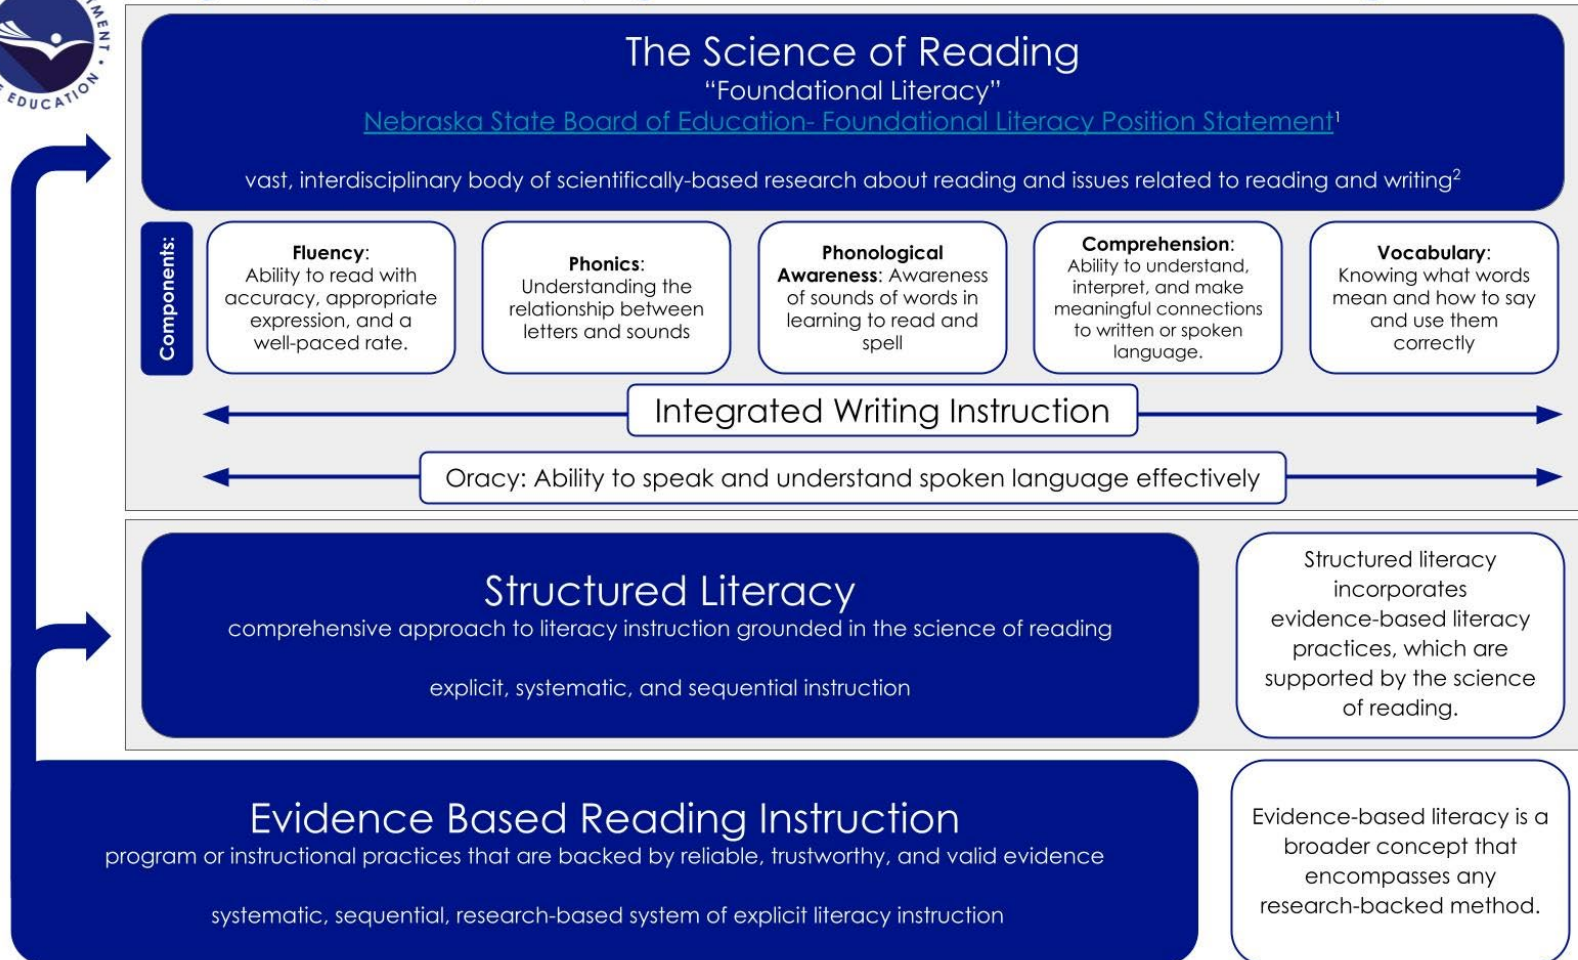 MENT •
EDUCATION
The Science of Reading
“Foundational Literacy”
Nebraska State Board of Education- Foundational Literacy Position Statement¹
vast, interdisciplinary body of scientifically-based research about reading and issues related to reading and writing²
Components:
Fluency:
Ability to read with
accuracy, appropriate
expression, and a
well-paced rate.
Phonics:
Understanding the
relationship between
letters and sounds
Phonological
Awareness: Awareness
of sounds of words in
learning to read and
spell
Comprehension:
Ability to understand,
interpret, and make
meaningful connections
to written or spoken
language.
Vocabulary:
Knowing what words
mean and how to say
and use them
correctly
Integrated Writing Instruction
Oracy: Ability to speak and understand spoken language effectively
Structured Literacy
comprehensive approach to literacy instruction grounded in the science of reading
explicit, systematic, and sequential instruction
Structured literacy
incorporates
evidence-based literacy
practices, which are
supported by the science
of reading.
Evidence Based Reading Instruction
program or instructional practices that are backed by reliable, trustworthy, and valid evidence
systematic, sequential, research-based system of explicit literacy instruction
Evidence-based literacy is a
broader concept that
encompasses any
research-backed method.